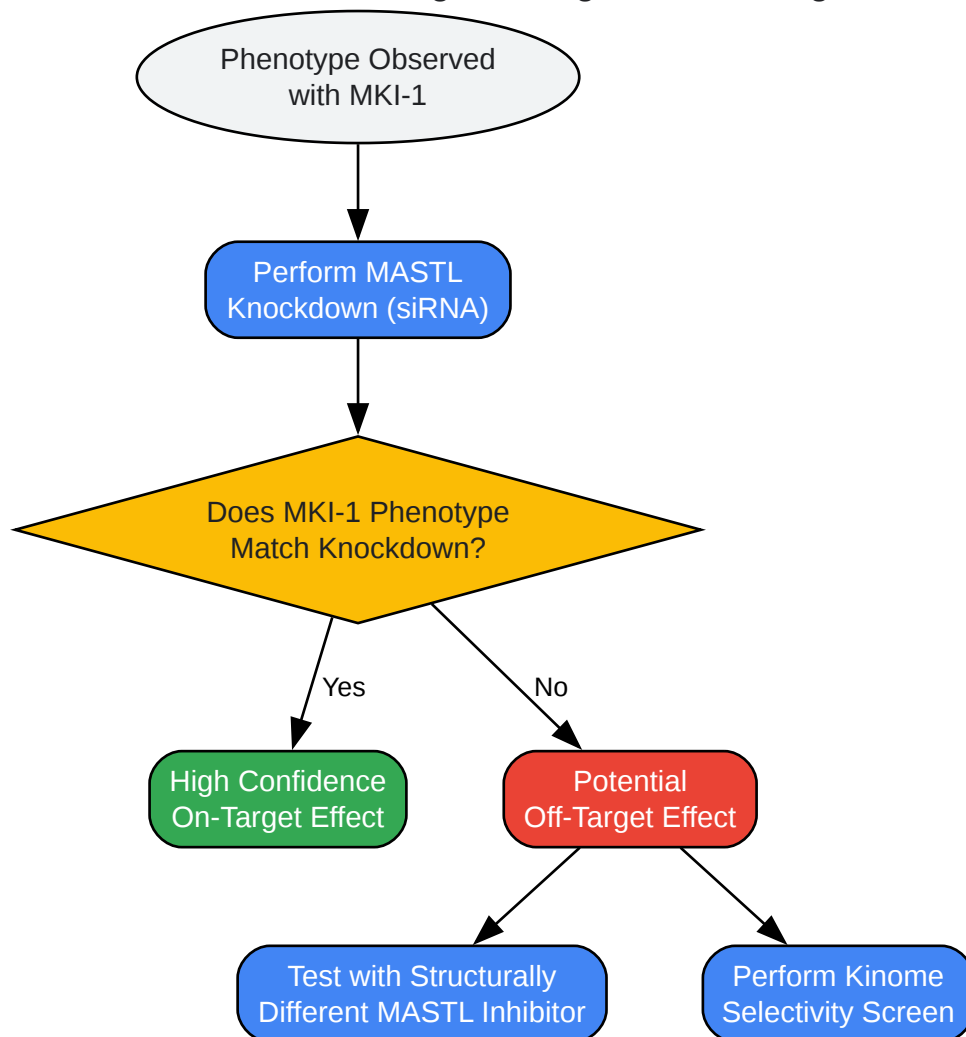 Phenotype Observed
with MKI-1
Perform MASTL
Knockdown (siRNA)
Does MKI-1 Phenotype
Match Knockdown?
Yes
No
High Confidence
On-Target Effect
Potential
Off-Target Effect
Test with Structurally
Different MASTL Inhibitor
Perform Kinome
Selectivity Screen